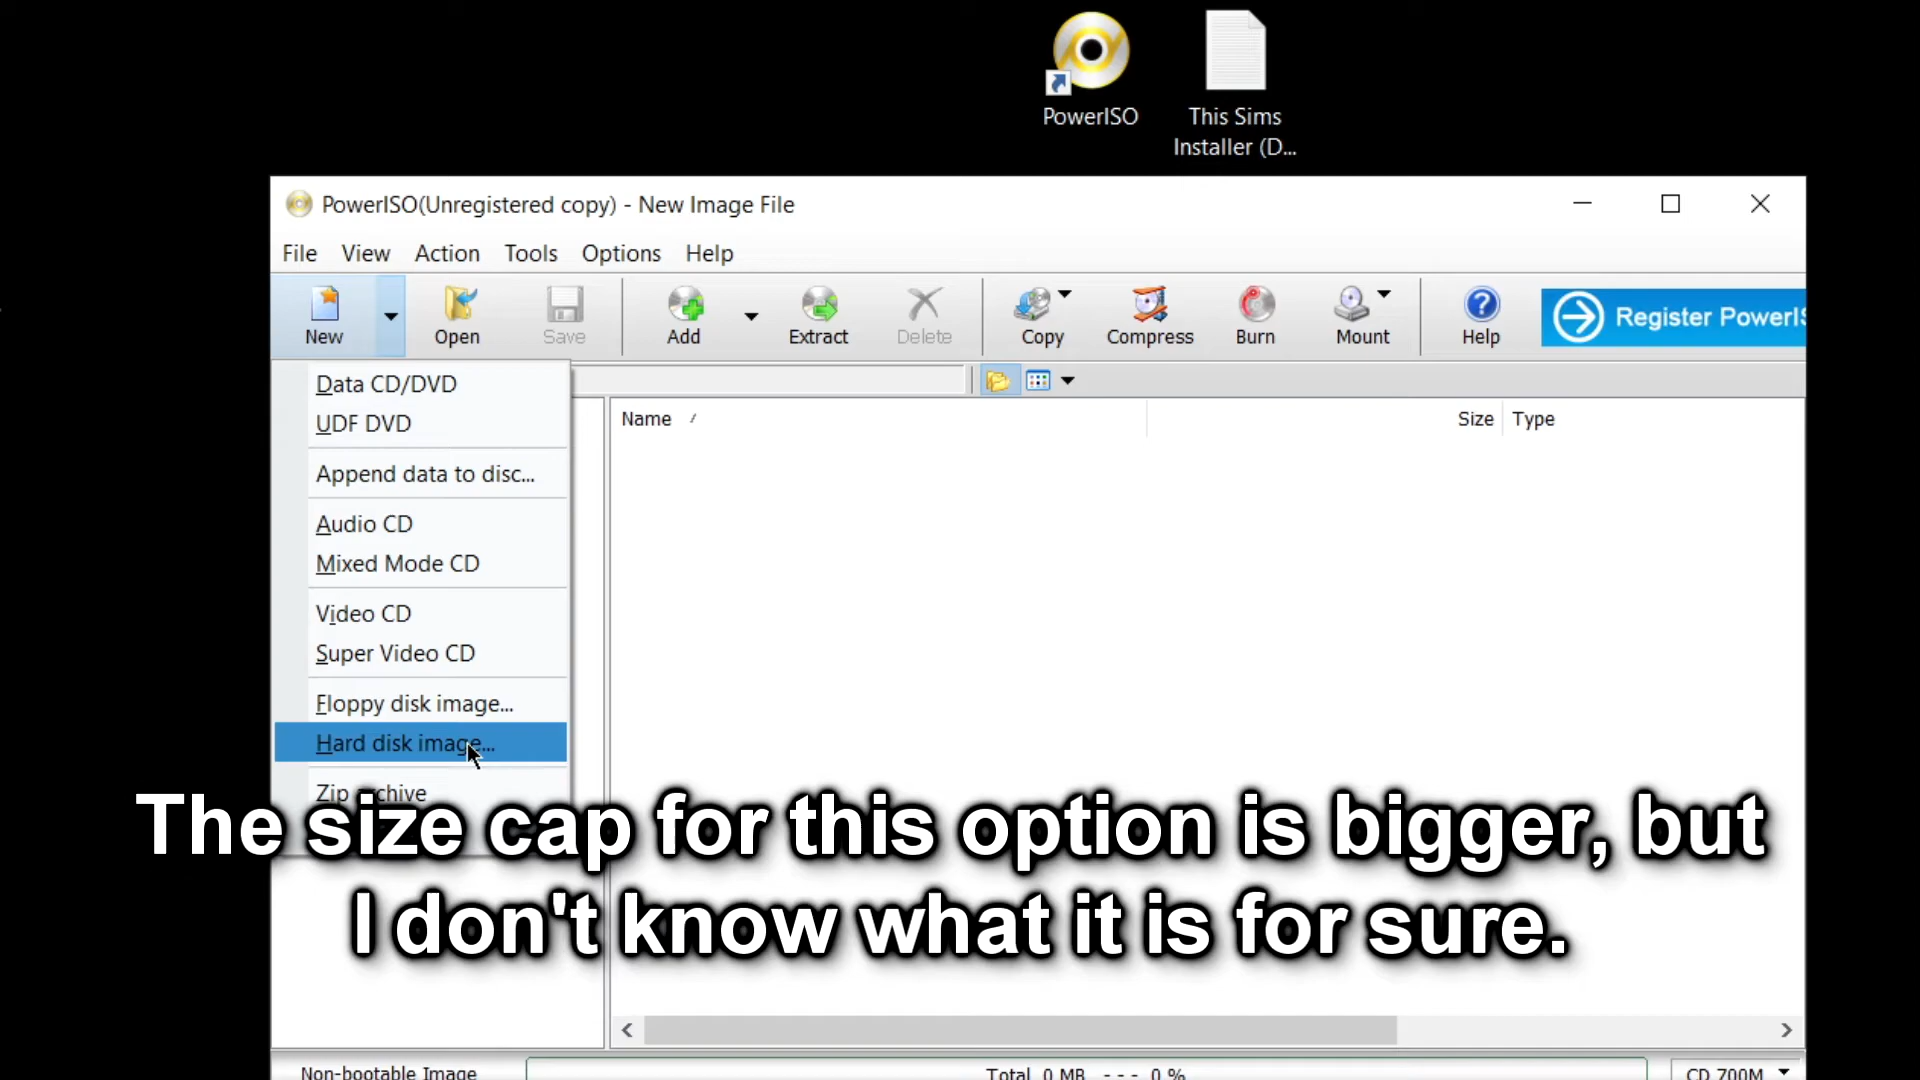 PowerISO
This Sims
Installer (D...
PowerISO(Unregistered copy) - New Image File
File View Action Tools Options Help
New Open Save Add Extract Delete Copy Compress Burn Mount Help Register PowerIS
Data CD/DVD
UDF DVD
Append data to disc...
Audio CD
Mixed Mode CD
Video CD
Super Video CD
Floppy disk image...
Hard disk image...
Zip archive
Name Size Type
The size cap for this option is bigger, but
I don't know what it is for sure.
Non-bootable Image Total 0 MB - - - 0 % CD 700M